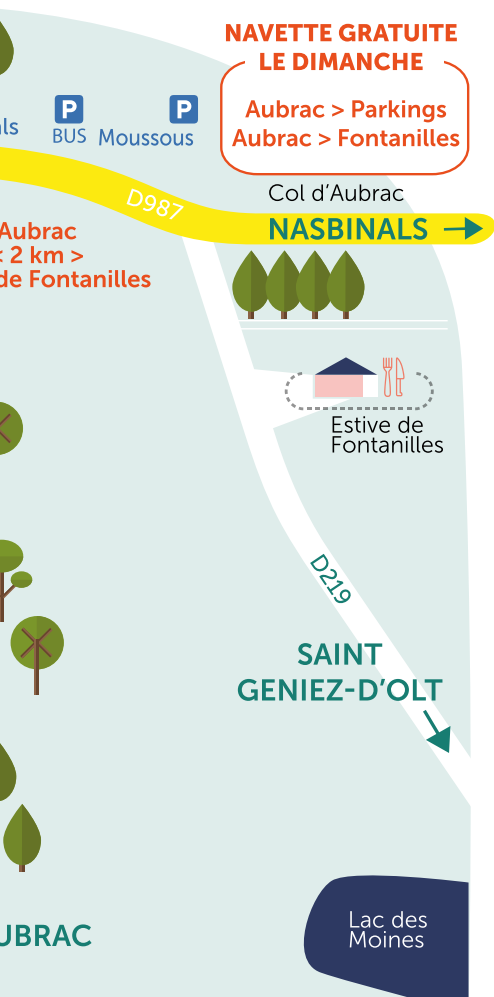 NAVETTE GRATUITE
LE DIMANCHE
Aubrac > Parkings
Aubrac > Fontanilles
P
P
BUS
Moussous
D987
Col d'Aubrac
NASBINALS
Aubrac
< 2 km >
de Fontanilles
Estive de
Fontanilles
D219
SAINT
GENIEZ-D'OLT
Lac des
Moines
UBRAC